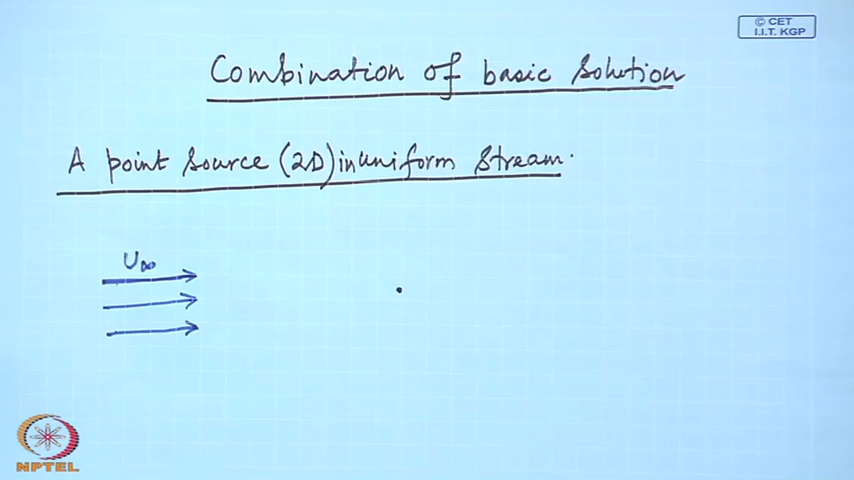 © CET
I.I.T. KGP
Combination of basic solution
A point source (2D) in uniform stream.
U∞
NPTEL